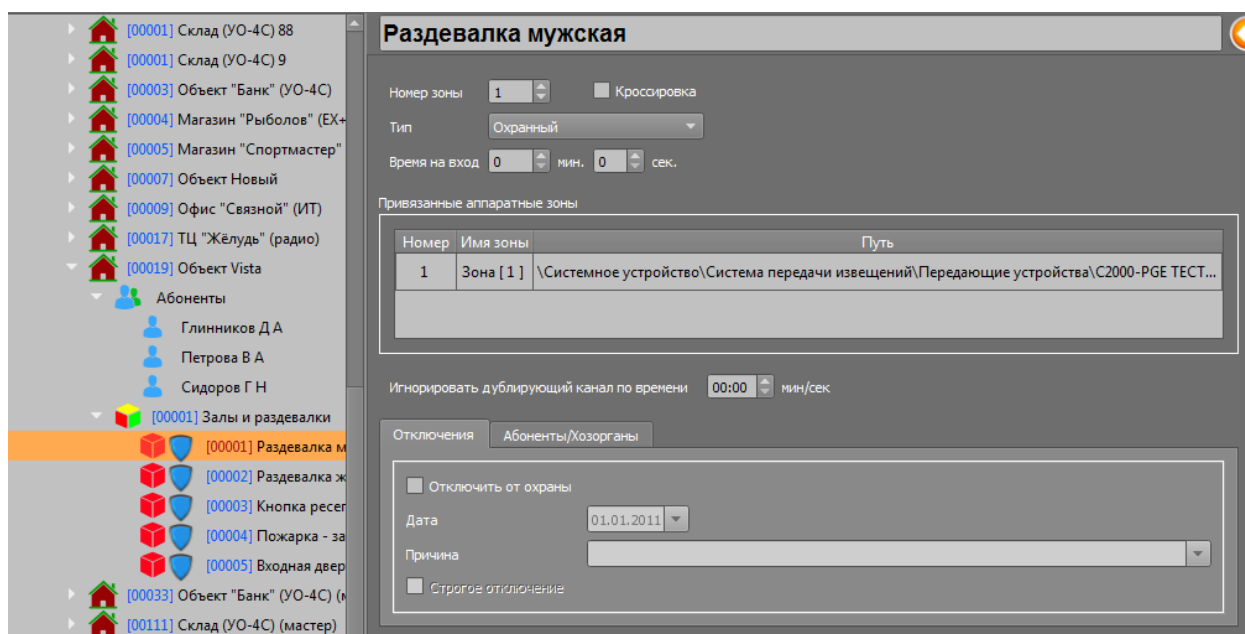 [00001] Склад (УО-4С) 88
[00001] Склад (УО-4С) 9
[00003] Объект "Банк" (УО-4С)
[00004] Магазин "Рыболов" (EX+
[00005] Магазин "Спортмастер"
[00007] Объект Новый
[00009] Офис "Связной" (ИТ)
[00017] ТЦ "Жёлудь" (радио)
[00019] Объект Vista
Абоненты
Глинников Д А
Петрова В А
Сидоров Г Н
[00001] Залы и раздевалки
[00001] Раздевалка м
[00002] Раздевалка ж
[00003] Кнопка ресеп
[00004] Пожарка - за
[00005] Входная двер
[00033] Объект "Банк" (УО-4С) (м
[00111] Склад (УО-4С) (мастер)
Раздевалка мужская
Номер зоны 1 Кроссировка
Тип Охранный
Время на вход 0 мин. 0 сек.
Привязанные аппаратные зоны
Номер Имя зоны Путь
1 Зона [ 1 ] \Системное устройство\Система передачи извещений\Передающие устройства\С2000-PGE ТЕСТ...
Игнорировать дублирующий канал по времени 00:00 мин/сек
Отключения Абоненты/Хозорганы
Отключить от охраны
Дата 01.01.2011
Причина
Строгое отключение